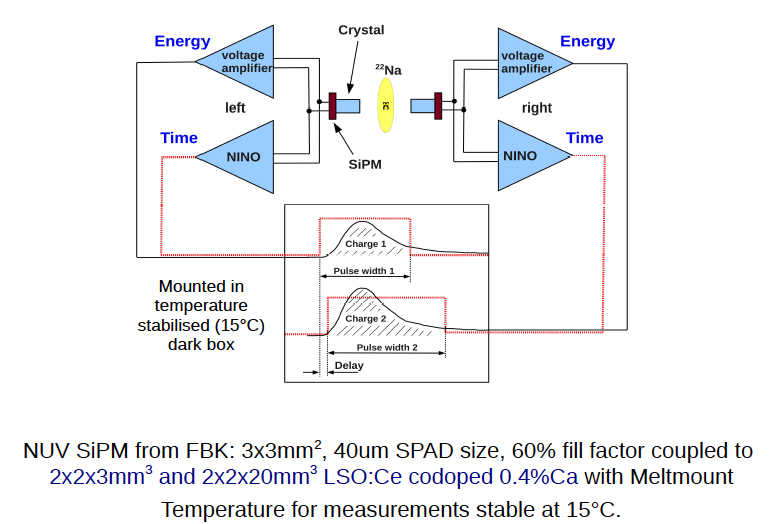 Crystal
Energy
Energy
voltage
amplifier
²²Na
voltage
amplifier
left
right
Time
Time
NINO
SiPM
NINO
Charge 1
Pulse width 1
Mounted in
temperature
stabilised (15°C)
dark box
Charge 2
Pulse width 2
Delay
NUV SiPM from FBK: 3x3mm², 40um SPAD size, 60% fill factor coupled to
2x2x3mm³ and 2x2x20mm³ LSO:Ce codoped 0.4%Ca with Meltmount
Temperature for measurements stable at 15°C.